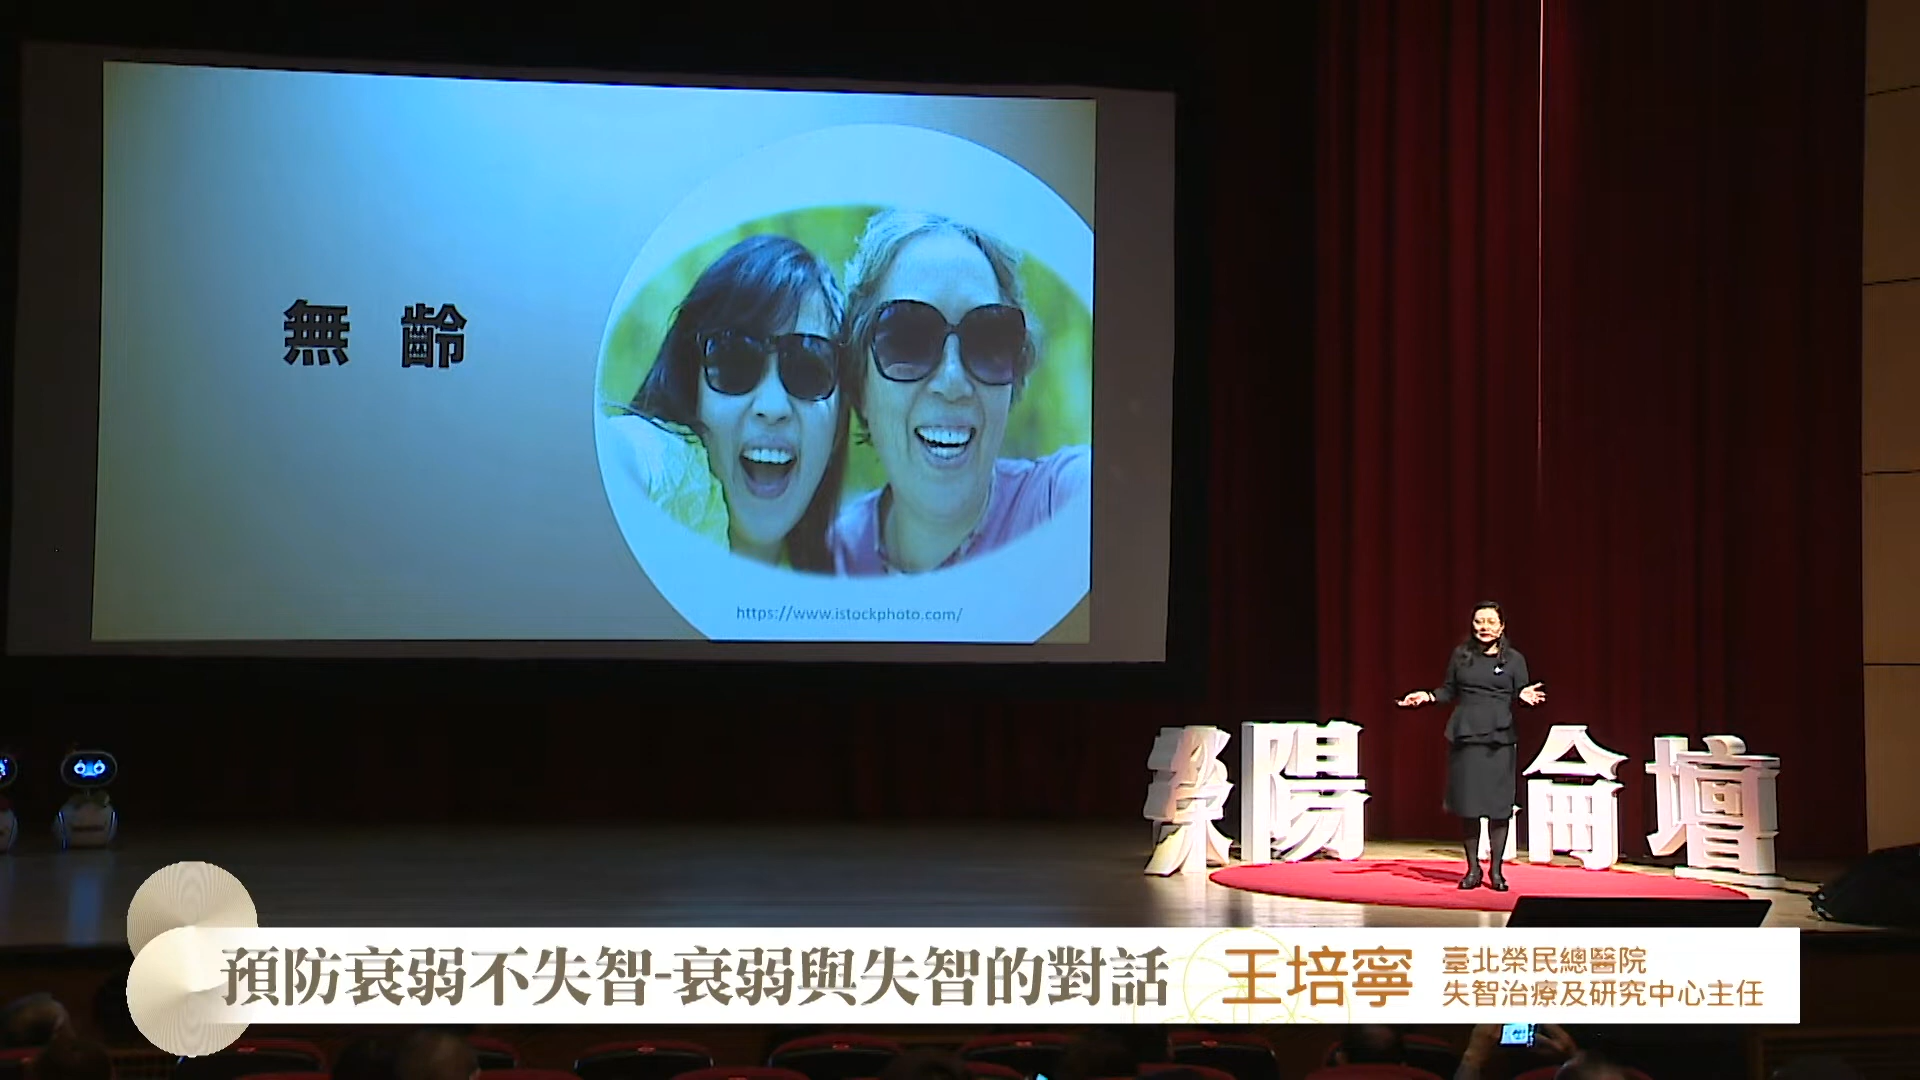 無 齡
https://www.istockphoto.com/
榮陽論壇
預防衰弱不失智-衰弱與失智的對話
王培寧
臺北榮民總醫院
失智治療及研究中心主任